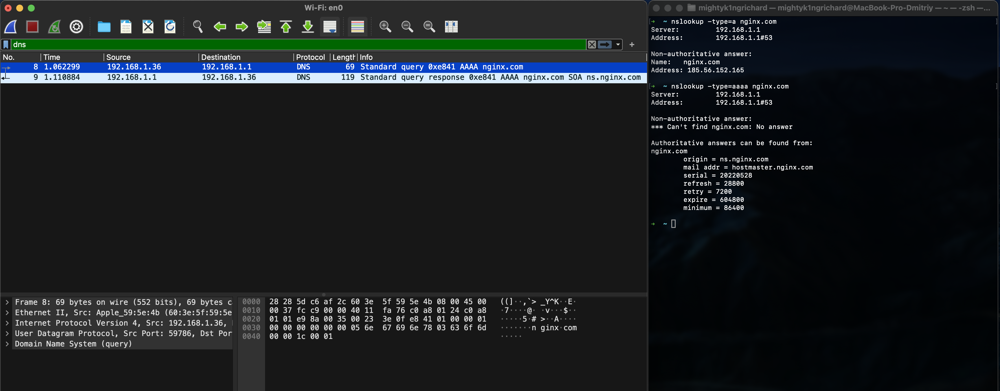 Wi-Fi: en0
dns
No. Time Source Destination Protocol Length Info
8 1.062299 192.168.1.36 192.168.1.1 DNS 69 Standard query 0xe841 AAAA nginx.com
9 1.110884 192.168.1.1 192.168.1.36 DNS 119 Standard query response 0xe841 AAAA nginx.com SOA ns.nginx.com
Frame 8: 69 bytes on wire (552 bits), 69 bytes c
Ethernet II, Src: Apple_59:5e:4b (60:3e:5f:59:5e
Internet Protocol Version 4, Src: 192.168.1.36,
User Datagram Protocol, Src Port: 59786, Dst Por
Domain Name System (query)
0000 28 28 5d c6 af 2c 60 3e 5f 59 5e 4b 08 00 45 00 ((]··,`> _Y^K··E·
0010 00 37 fc c9 00 00 40 11 fa 76 c0 a8 01 24 c0 a8 ·7····@· ·v···$··
0020 01 01 e9 8a 00 35 00 23 3e 0f e8 41 01 00 00 01 ·····5·# >··A····
0030 00 00 00 00 00 00 05 6e 67 69 6e 78 03 63 6f 6d ·······n ginx·com
0040 00 00 1c 00 01 ·····
mightyk1ngrichard — mightyk1ngrichard@MacBook-Pro-Dmitriy — ~ — -zsh —...
[➜ ~ nslookup -type=a nginx.com ]
Server: 192.168.1.1
Address: 192.168.1.1#53
Non-authoritative answer:
Name: nginx.com
Address: 185.56.152.165
[➜ ~ nslookup -type=aaaa nginx.com ]
Server: 192.168.1.1
Address: 192.168.1.1#53
Non-authoritative answer:
*** Can't find nginx.com: No answer
Authoritative answers can be found from:
nginx.com
origin = ns.nginx.com
mail addr = hostmaster.nginx.com
serial = 20220528
refresh = 28800
retry = 7200
expire = 604800
minimum = 86400
➜ ~